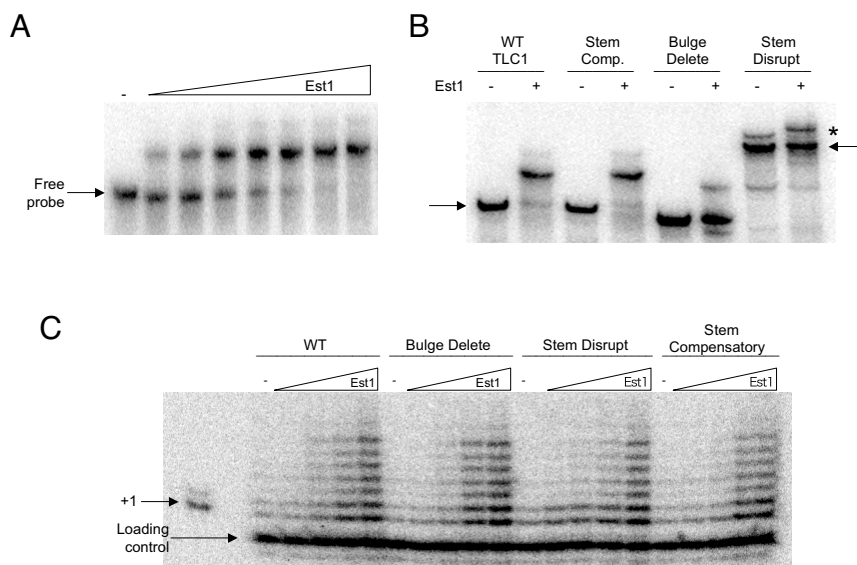 A
- Est1
Free
probe
B
WT
TLC1
Stem
Comp.
Bulge
Delete
Stem
Disrupt
Est1 - + - + - + - +
*
C
WT
Bulge Delete
Stem Disrupt
Stem
Compensatory
- Est1 - Est1 - Est1 - Est1
+1
Loading
control